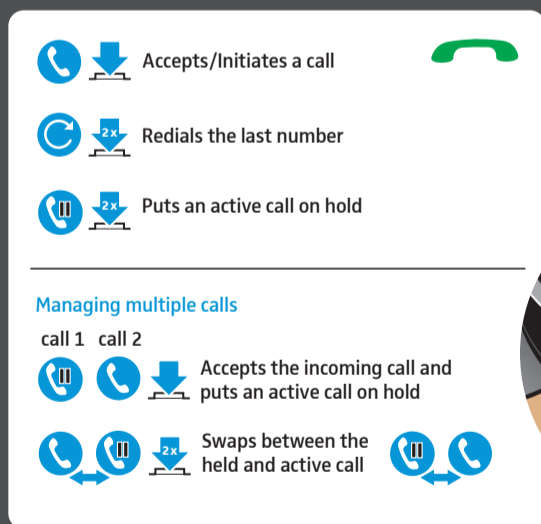 Accepts/Initiates a call
2x
Redials the last number
2x
Puts an active call on hold
Managing multiple calls
call 1 call 2
Accepts the incoming call and
puts an active call on hold
Swaps between the
2x
held and active call